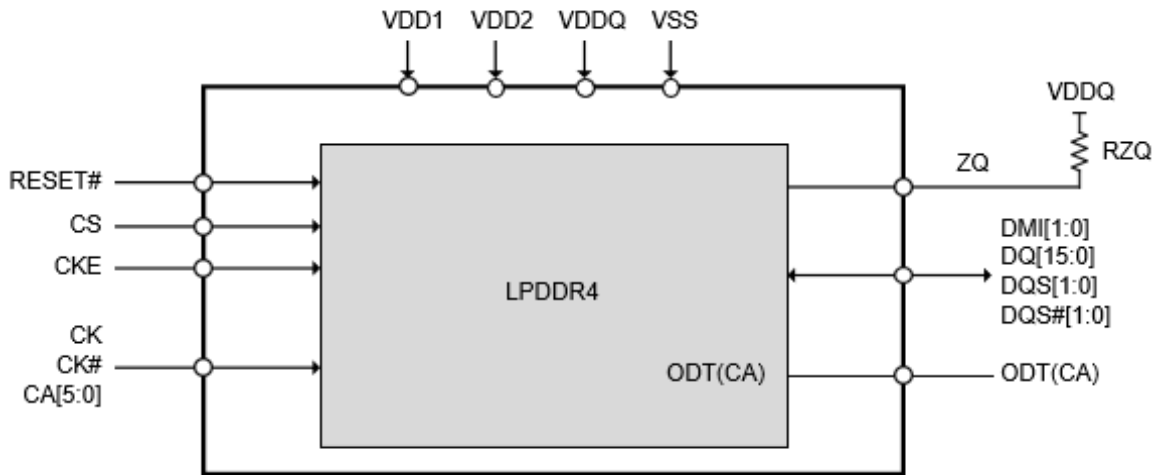 VDD1 VDD2 VDDQ VSS
VDDQ
RZQ
ZQ
RESET#
CS
CKE
CK
CK#
CA[5:0]
LPDDR4
ODT(CA)
DMI[1:0]
DQ[15:0]
DQS[1:0]
DQS#[1:0]
ODT(CA)